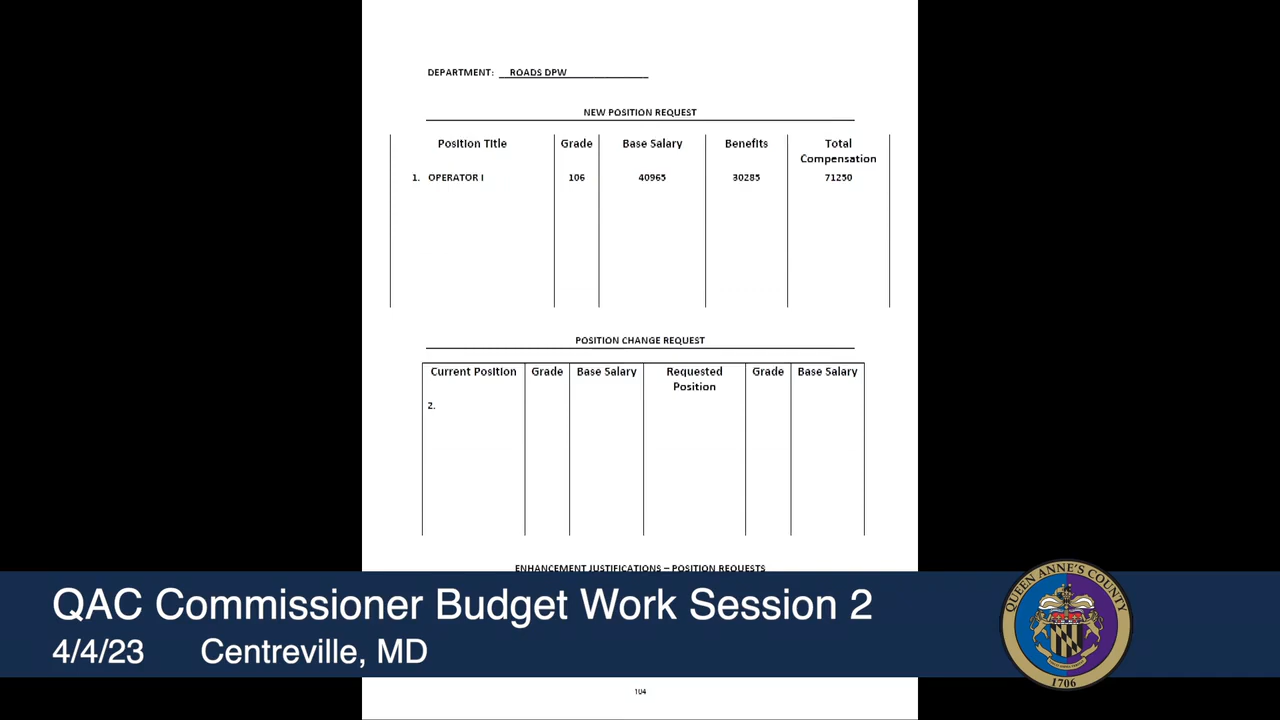 DEPARTMENT: ROADS DPW
NEW POSITION REQUEST
Position Title Grade Base Salary Benefits Total Compensation
1. OPERATOR I 106 40965 30285 71250
POSITION CHANGE REQUEST
Current Position Grade Base Salary Requested Position Grade Base Salary
2.
ENHANCEMENT JUSTIFICATIONS – POSITION REQUESTS
QAC Commissioner Budget Work Session 2
4/4/23 Centreville, MD
QUEEN ANNE'S COUNTY
1706
104